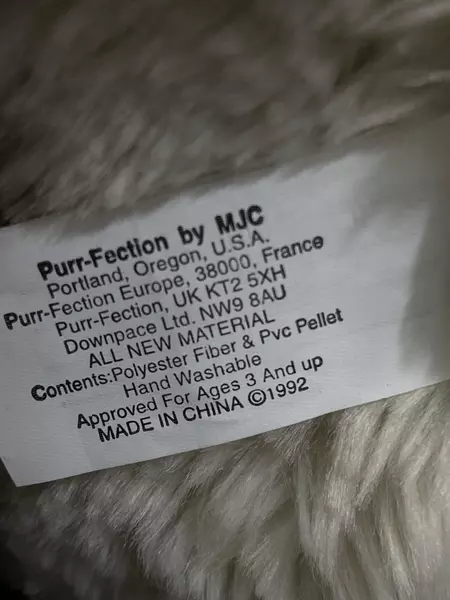 Purr-Fection by MJC
Portland, Oregon, U.S.A.
Purr-Fection Europe, 38000, France
Purr-Fection, UK KT2 5XH
Downpace Ltd. NW9 8AU
ALL NEW MATERIAL
Contents:Polyester Fiber & Pvc Pellet
Hand Washable
Approved For Ages 3 And up
MADE IN CHINA ©1992